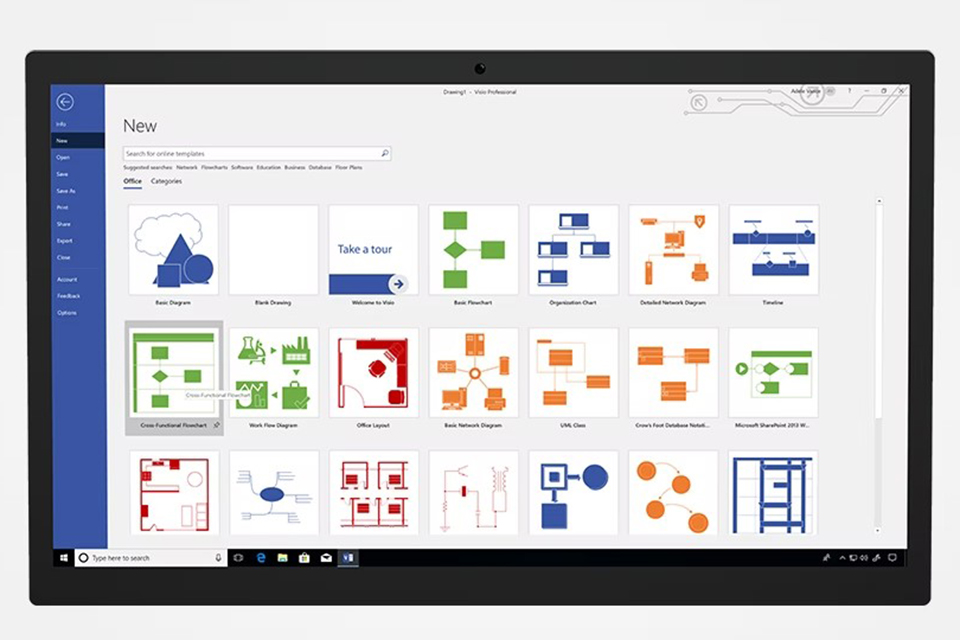 Drawing1 - Visio Professional
?
Info
New
New
Open
Search for online templates
Suggested searches: Network Flowcharts Software Education Business Database Floor Plans
Save
Office Categories
Save As
Print
Share
Export
Close
Account
Feedback
Options
Take a tour
Basic Diagram
Blank Drawing
Welcome to Visio
Basic Flowchart
Organization Chart
Detailed Network Diagram
Timeline
Cross-Functional Flowchart
Cross-Functional Flowchart
Work Flow Diagram
Office Layout
Basic Network Diagram
UML Class
Crow's Foot Database Notati...
Microsoft SharePoint 2013 W...
Type here to search